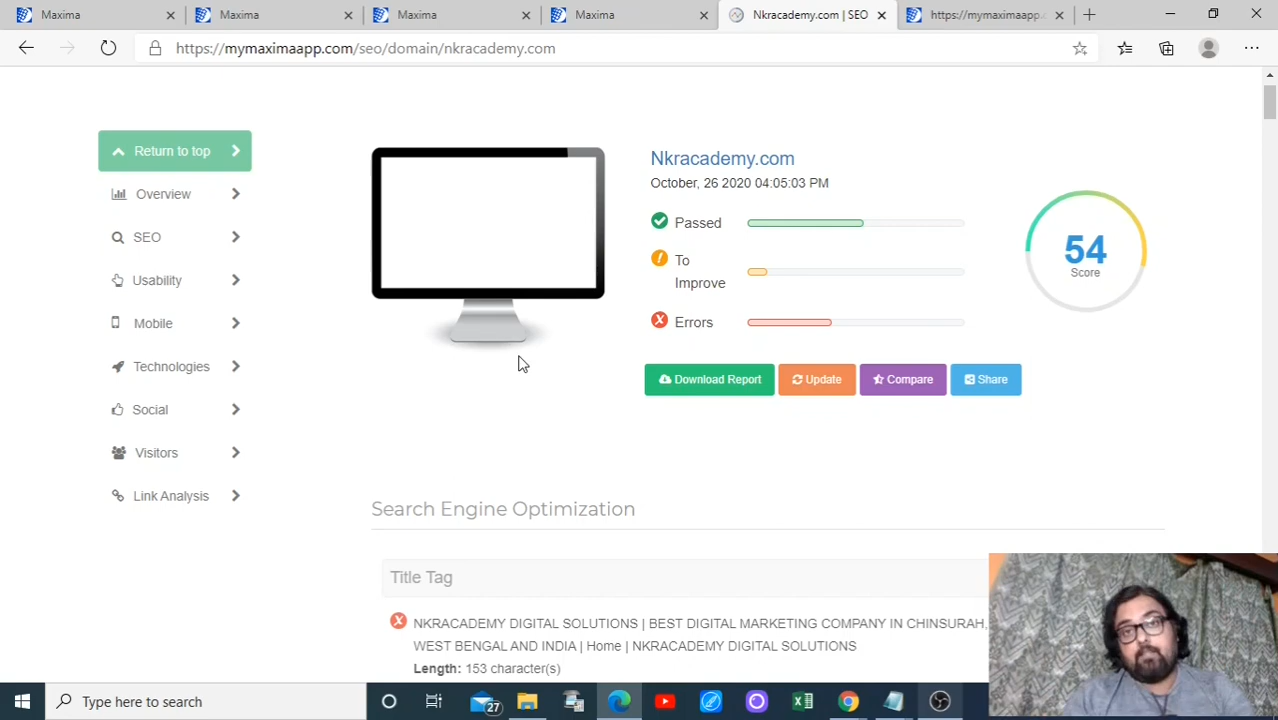 Maxima
Maxima
Maxima
Maxima
Nkracademy.com | SEO
https://mymaximaapp.c
https://mymaximaapp.com/seo/domain/nkracademy.com
Return to top
Overview
SEO
Usability
Mobile
Technologies
Social
Visitors
Link Analysis
Nkracademy.com
October, 26 2020 04:05:03 PM
Passed
To
Improve
Errors
54
Score
Download Report
Update
Compare
Share
Search Engine Optimization
Title Tag
NKRACADEMY DIGITAL SOLUTIONS | BEST DIGITAL MARKETING COMPANY IN CHINSURAH,
WEST BENGAL AND INDIA | Home | NKRACADEMY DIGITAL SOLUTIONS
Length: 153 character(s)
Type here to search
27